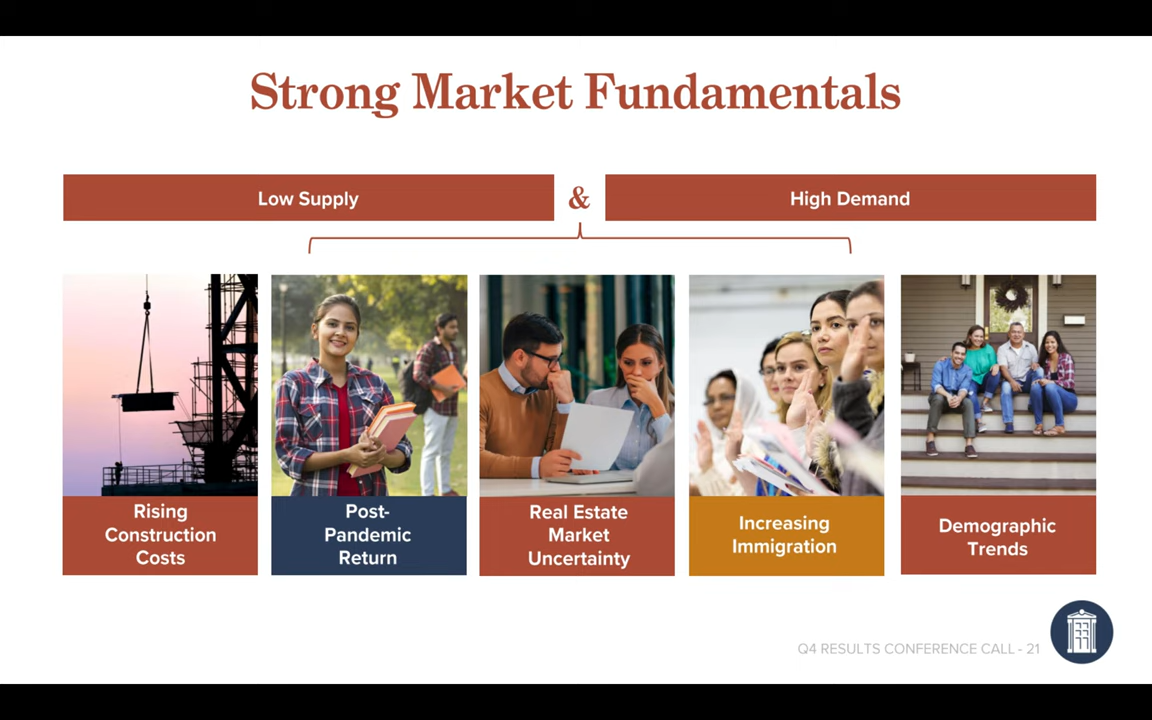 Strong Market Fundamentals
Low Supply
&
High Demand
Rising
Construction
Costs
Post-
Pandemic
Return
Real Estate
Market
Uncertainty
Increasing
Immigration
Demographic
Trends
Q4 RESULTS CONFERENCE CALL - 21